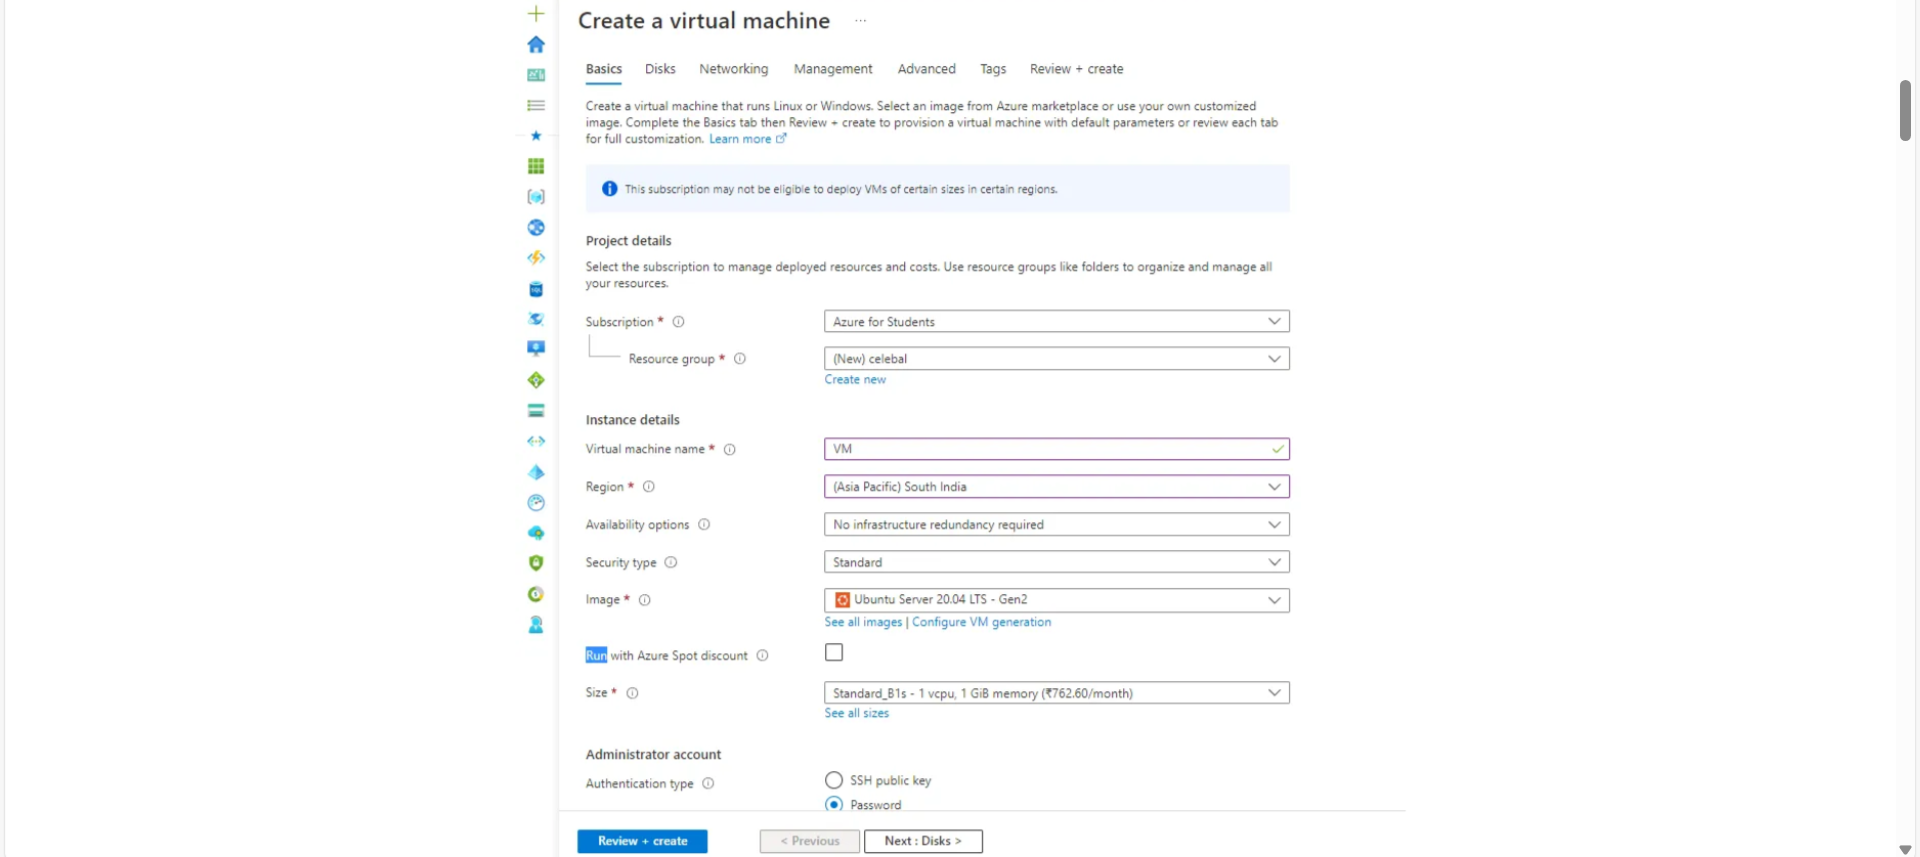 Create a virtual machine ...
Basics Disks Networking Management Advanced Tags Review + create
Create a virtual machine that runs Linux or Windows. Select an image from Azure marketplace or use your own customized
image. Complete the Basics tab then Review + create to provision a virtual machine with default parameters or review each tab
for full customization. Learn more
This subscription may not be eligible to deploy VMs of certain sizes in certain regions.
Project details
Select the subscription to manage deployed resources and costs. Use resource groups like folders to organize and manage all
your resources.
Subscription * Azure for Students
Resource group * (New) celebal
Create new
Instance details
Virtual machine name * VM
Region * (Asia Pacific) South India
Availability options No infrastructure redundancy required
Security type Standard
Image * Ubuntu Server 20.04 LTS - Gen2
See all images | Configure VM generation
Run with Azure Spot discount
Size * Standard_B1s - 1 vcpu, 1 GiB memory (₹762.60/month)
See all sizes
Administrator account
Authentication type SSH public key
Password
Review + create < Previous Next : Disks >